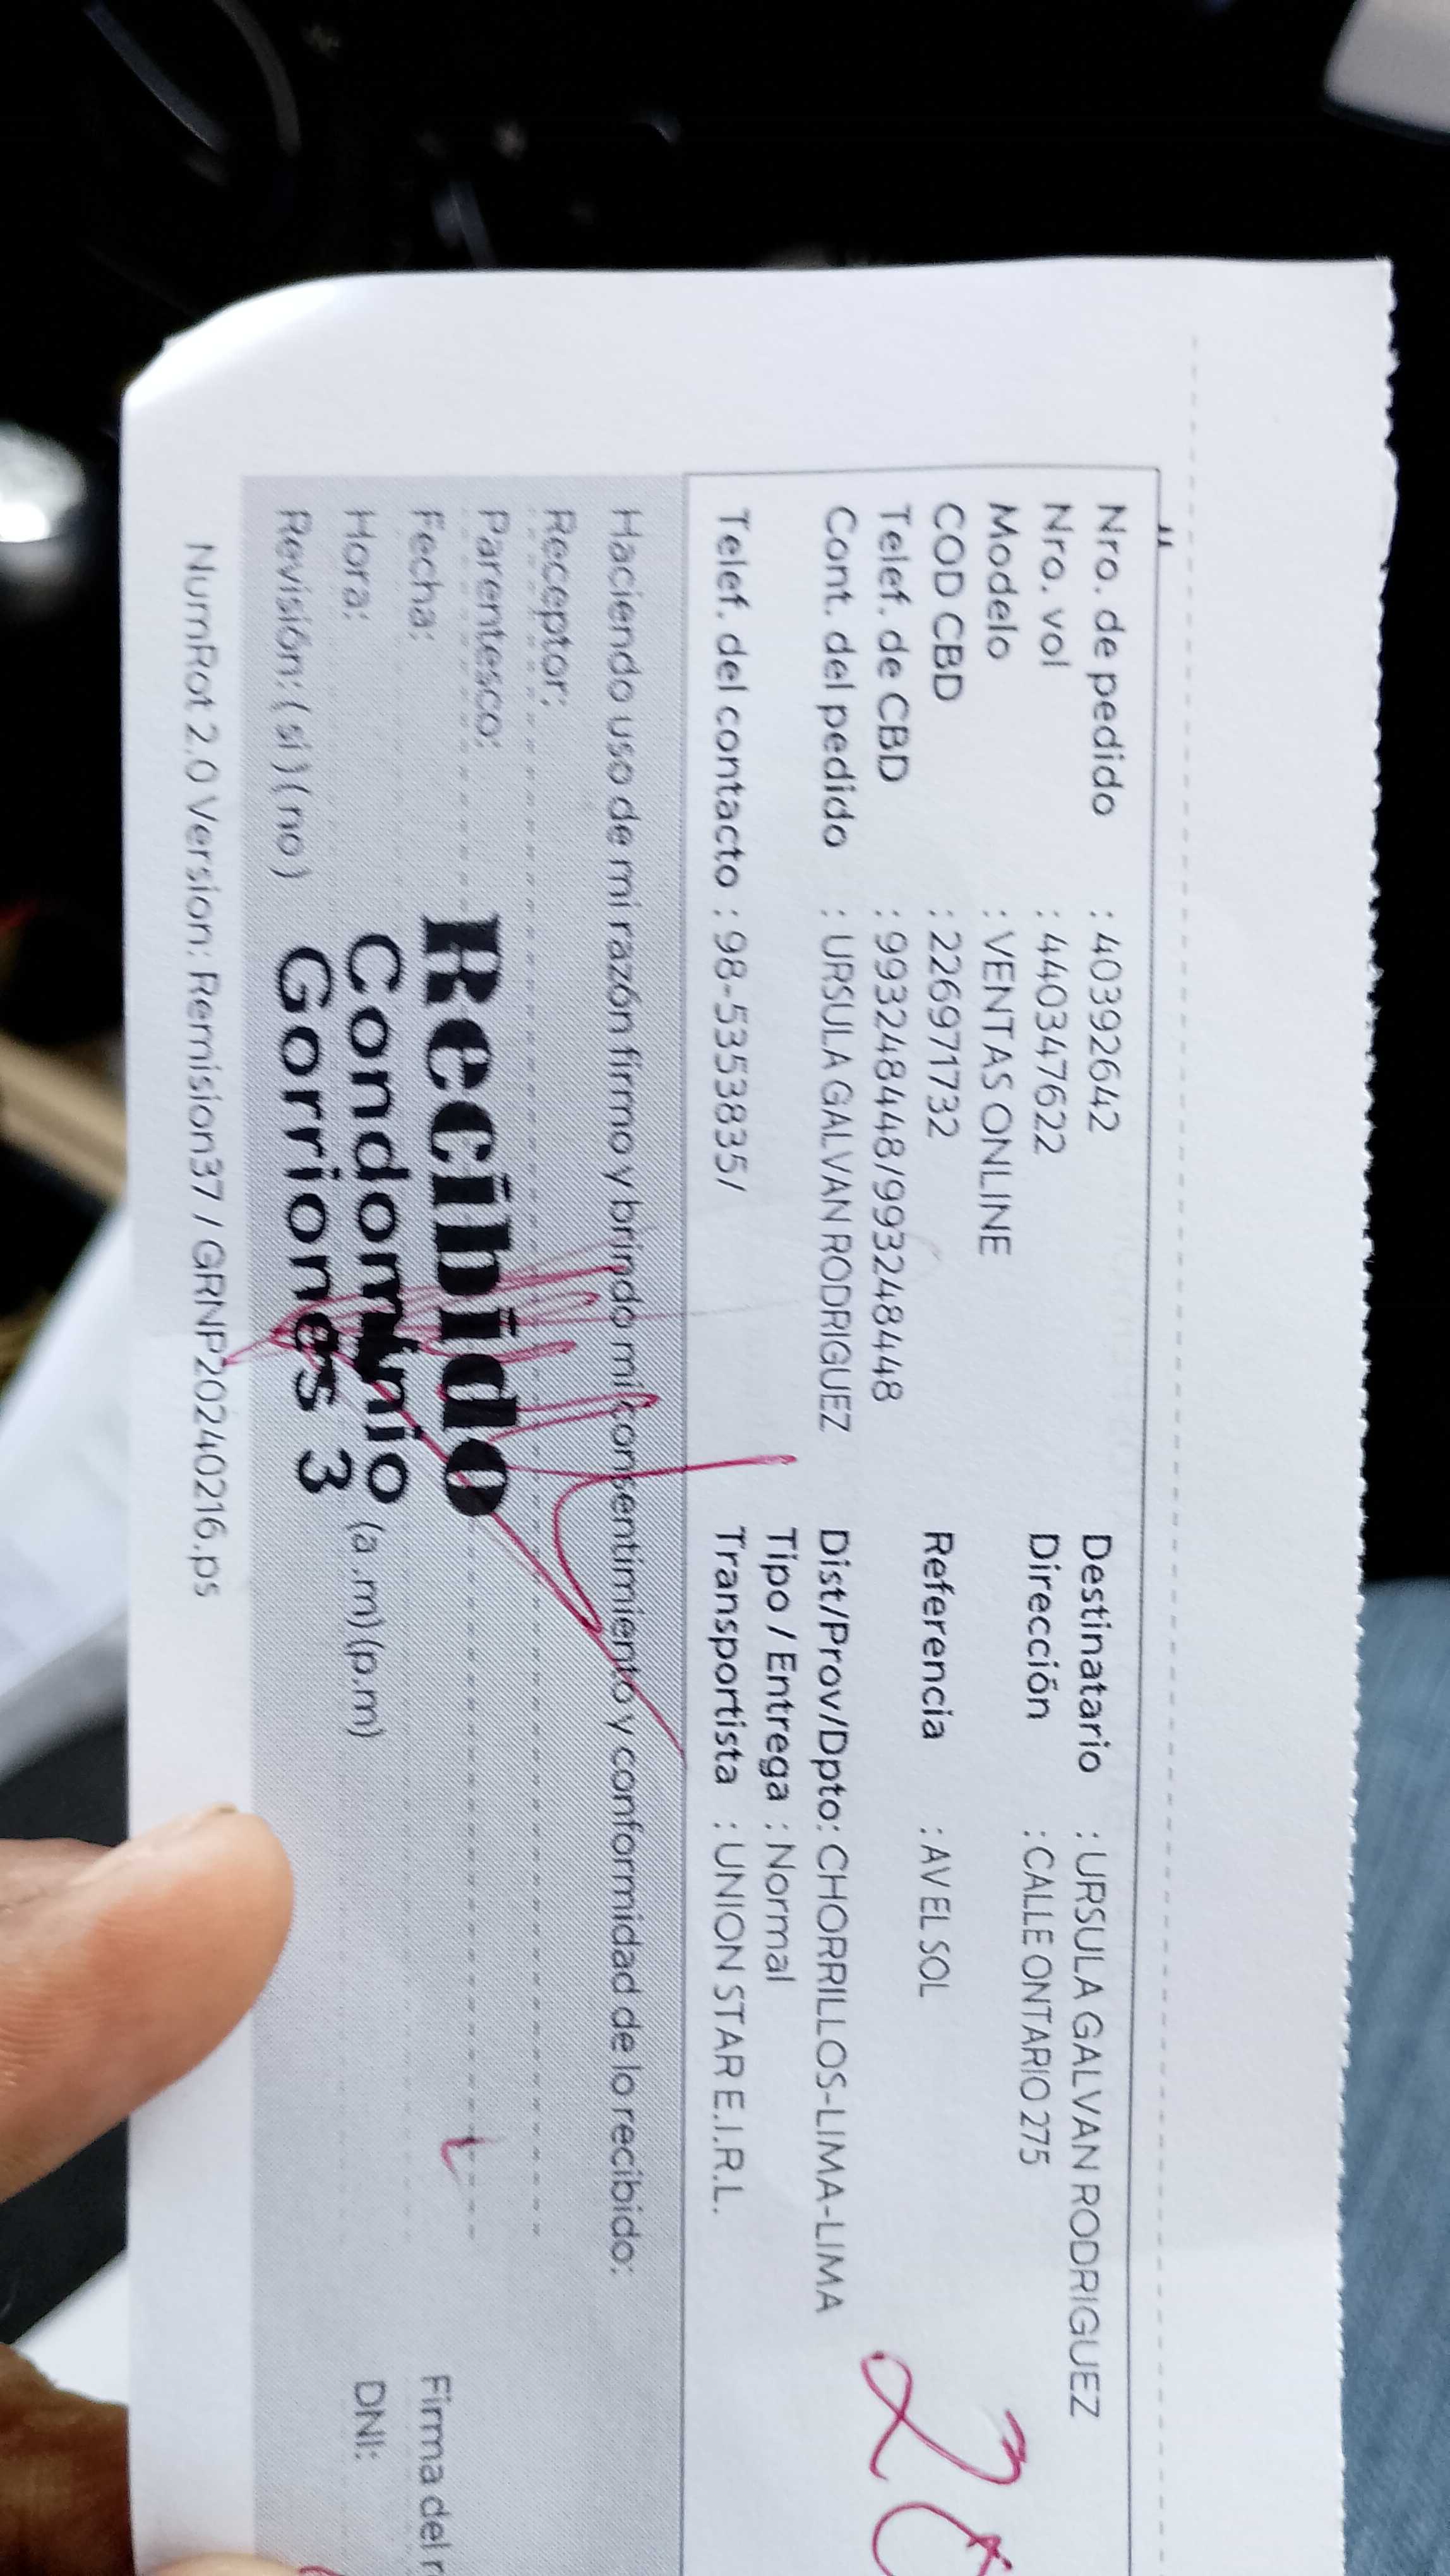 Nro. de pedido : 40392642
Nro. vol : 440347622
Modelo : VENTAS ONLINE
COD CBD : 226971732
Telef. de CBD : 993248448/993248448
Cont. del pedido : URSULA GALVAN RODRIGUEZ
Telef. del contacto : 98-5353835/
Destinatario : URSULA GALVAN RODRIGUEZ
Dirección : CALLE ONTARIO 275
Referencia : AV EL SOL
Dist/Prov/Dpto: CHORRILLOS-LIMA-LIMA
Tipo / Entrega : Normal
Transportista : UNION STAR E.I.R.L.
Haciendo uso de mi razón firmo y brindo mi consentimiento y conformidad de lo recibido:
Receptor:
Parentesco:
Fecha:
Hora: (a.m)(p.m)
Revisión: ( si ) ( no )
Recibido
Condominio
Gorriones 3
Firma del
DNI:
NumRot 2.0 Version: Remision37 / GRNP20240216.ps